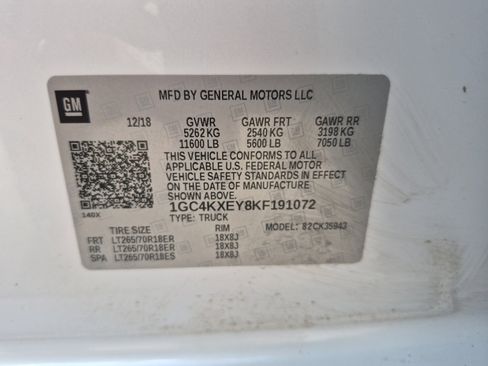 GM
MFD BY GENERAL MOTORS LLC
12/18 GVWR GAWR FRT GAWR RR
5262 KG 2540 KG 3198 KG
11600 LB 5600 LB 7050 LB
THIS VEHICLE CONFORMS TO ALL
APPLICABLE U.S. FEDERAL MOTOR
VEHICLE SAFETY STANDARDS IN EFFECT
ON THE DATE OF MANUFACTURE
SHOWN ABOVE.
1GC4KXEY8KF191072
140X
TYPE: TRUCK MODEL: 82CK35943
TIRE SIZE RIM
FRT LT265/70R18ER 18X8J
RR LT265/70R18ER 18X8J
SPA LT265/70R18ES 18X8J